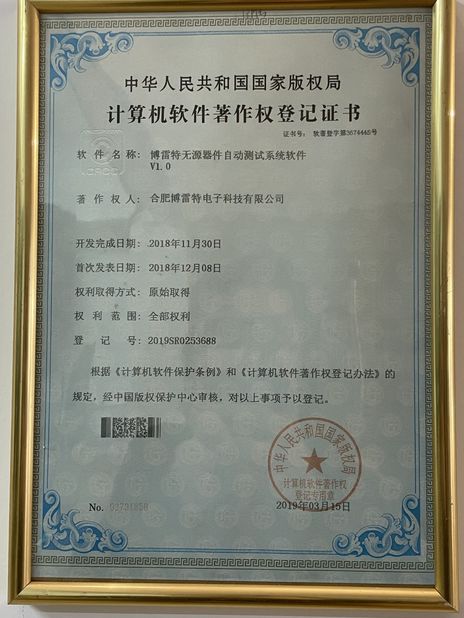 中华人民共和国国家版权局
计算机软件著作权登记证书
证书号： 软著登字第3674445号
软件名称： 博雷特无源器件自动测试系统软件
V1.0
著作权人： 合肥博雷特电子科技有限公司
开发完成日期： 2018年11月30日
首次发表日期： 2018年12月08日
权利取得方式： 原始取得
权利范围： 全部权利
登记号： 2019SR0253688
根据《计算机软件保护条例》和《计算机软件著作权登记办法》的
规定，经中国版权保护中心审核，对以上事项予以登记。
中华人民共和国国家版权局
计算机软件著作权
登记专用章
2019年03月15日
No.